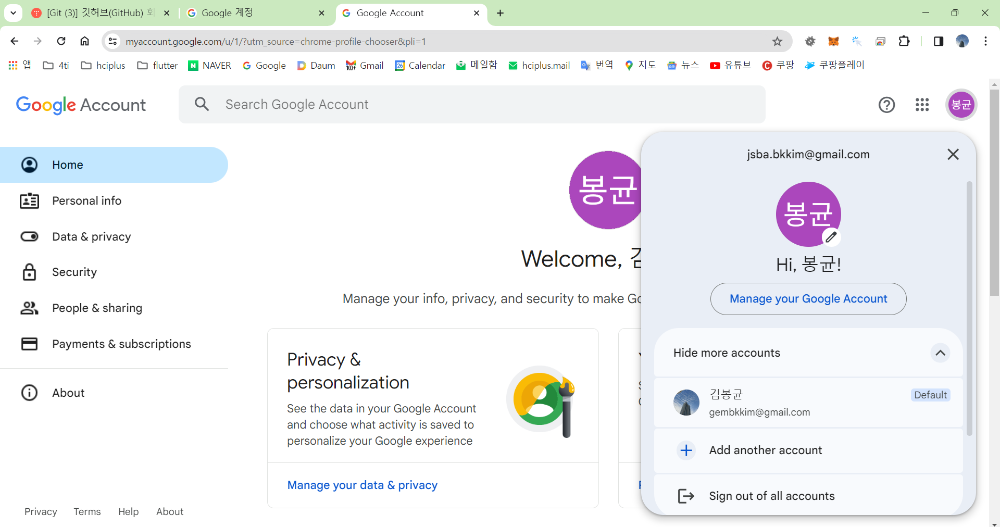 [Git (3)] 깃허브(GitHub) 회
Google 계정
Google Account
myaccount.google.com/u/1/?utm_source=chrome-profile-chooser&pli=1
앱
4ti
hciplus
flutter
NAVER
Google
Daum
100+
Gmail
26
Calendar
메일함
hciplus.mail
번역
지도
뉴스
유튜브
쿠팡
쿠팡플레이
Google Account
Search Google Account
봉균
Home
Personal info
Data & privacy
Security
People & sharing
Payments & subscriptions
About
Privacy
Terms
Help
About
봉균
Welcome, 김
Manage your info, privacy, and security to make Go
Privacy &
personalization
See the data in your Google Account
and choose what activity is saved to
personalize your Google experience
Manage your data & privacy
jsba.bkkim@gmail.com
봉균
Hi, 봉균!
Manage your Google Account
Hide more accounts
김봉균
Default
gembkkim@gmail.com
Add another account
Sign out of all accounts